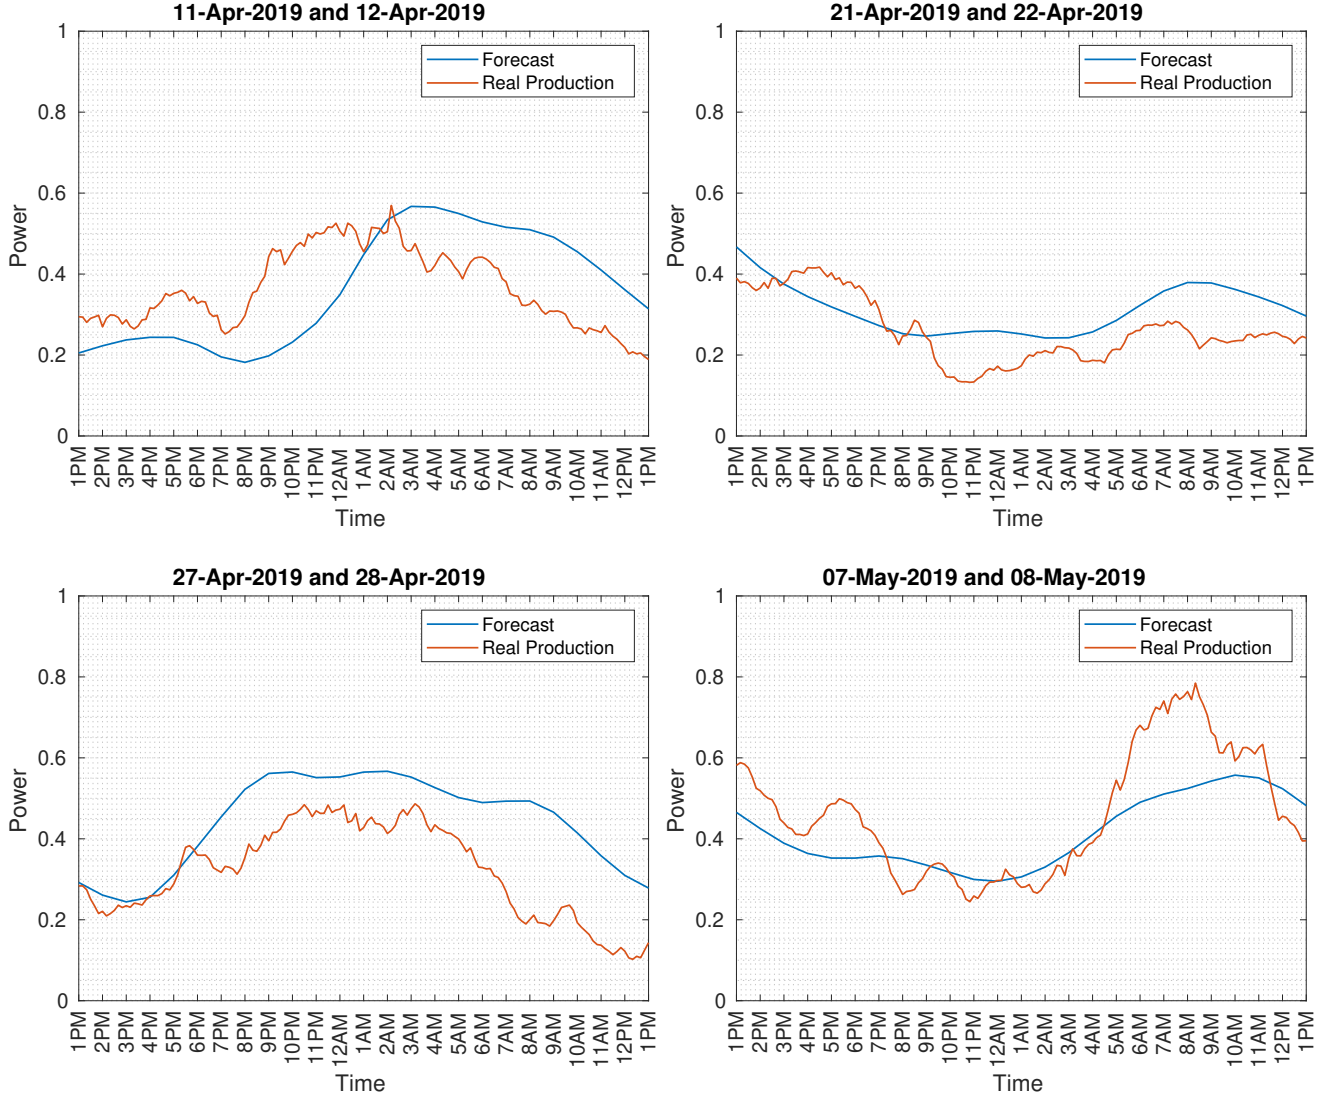 11-Apr-2019 and 12-Apr-2019
1
0.8
0.6
0.4
0.2
0
Power
Forecast
Real Production
1PM
2PM
3PM
4PM
5PM
6PM
7PM
8PM
9PM
10PM
11PM
12AM
1AM
2AM
3AM
4AM
5AM
6AM
7AM
8AM
9AM
10AM
11AM
12PM
1PM
Time
21-Apr-2019 and 22-Apr-2019
1
0.8
0.6
0.4
0.2
0
Power
Forecast
Real Production
1PM
2PM
3PM
4PM
5PM
6PM
7PM
8PM
9PM
10PM
11PM
12AM
1AM
2AM
3AM
4AM
5AM
6AM
7AM
8AM
9AM
10AM
11AM
12PM
1PM
Time
27-Apr-2019 and 28-Apr-2019
1
0.8
0.6
0.4
0.2
0
Power
Forecast
Real Production
1PM
2PM
3PM
4PM
5PM
6PM
7PM
8PM
9PM
10PM
11PM
12AM
1AM
2AM
3AM
4AM
5AM
6AM
7AM
8AM
9AM
10AM
11AM
12PM
1PM
Time
07-May-2019 and 08-May-2019
1
0.8
0.6
0.4
0.2
0
Power
Forecast
Real Production
1PM
2PM
3PM
4PM
5PM
6PM
7PM
8PM
9PM
10PM
11PM
12AM
1AM
2AM
3AM
4AM
5AM
6AM
7AM
8AM
9AM
10AM
11AM
12PM
1PM
Time